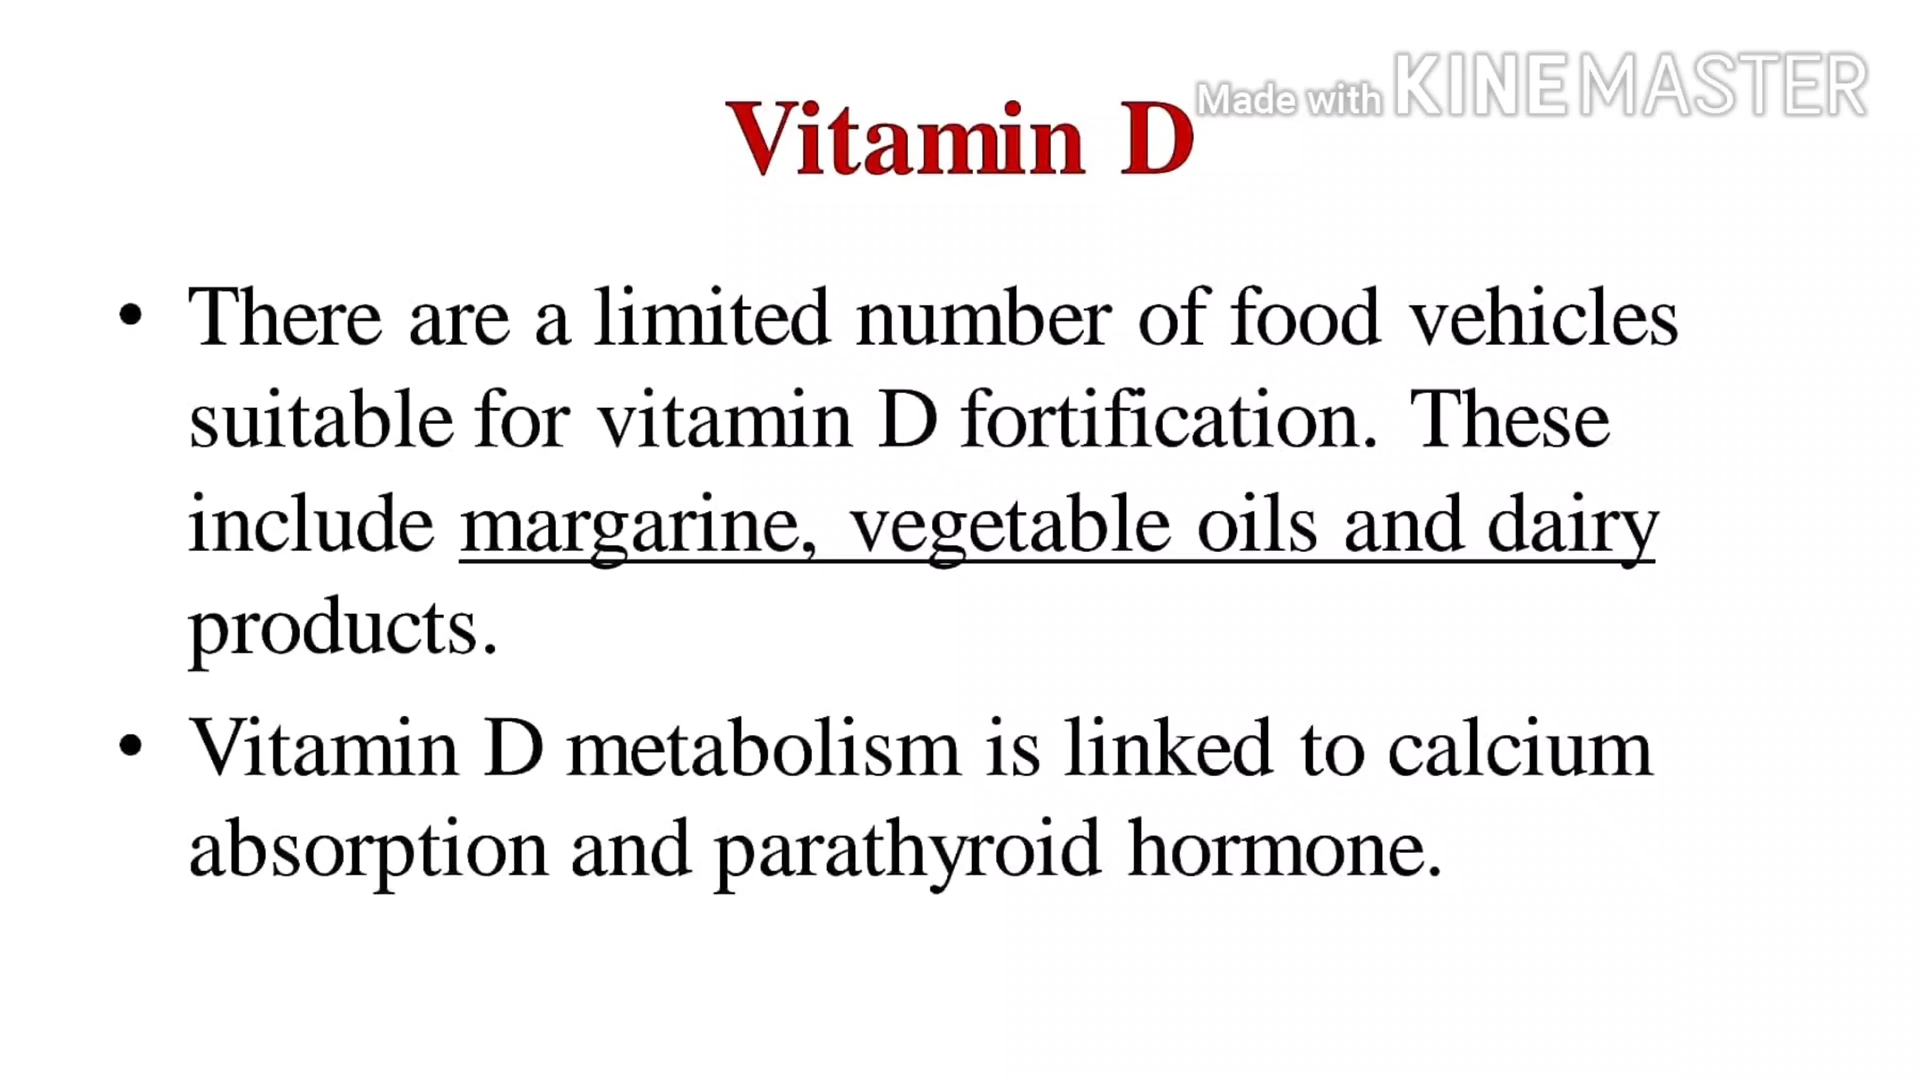 Made with KINEMASTER
Vitamin D
• There are a limited number of food vehicles
suitable for vitamin D fortification. These
include margarine, vegetable oils and dairy
products.
• Vitamin D metabolism is linked to calcium
absorption and parathyroid hormone.